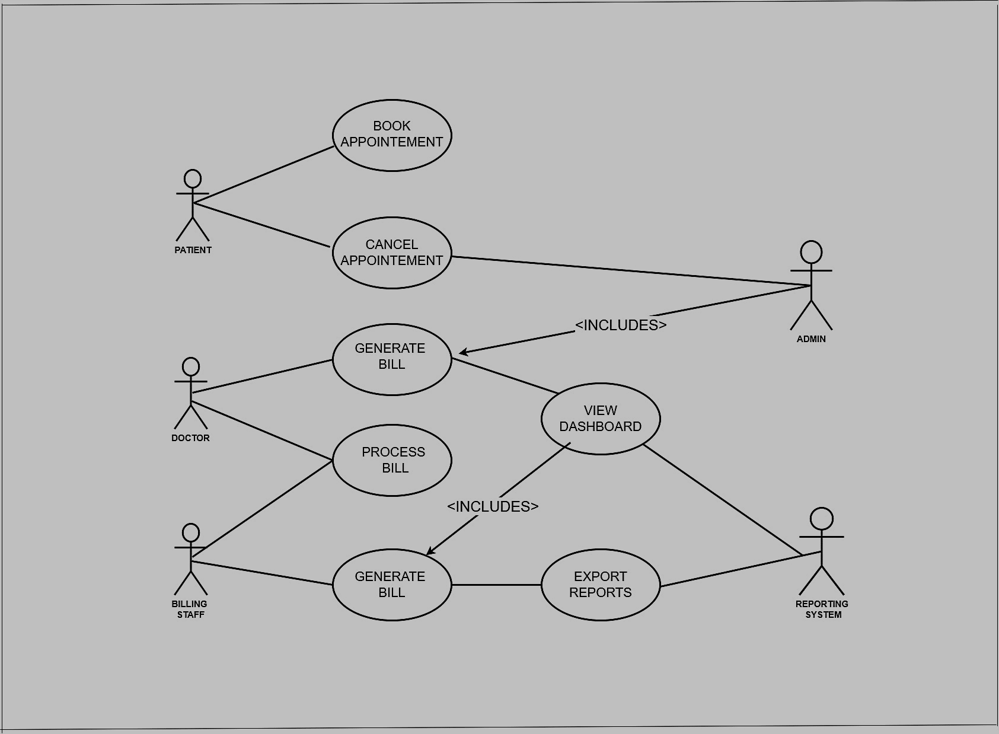 BOOK
APPOINTEMENT
PATIENT
CANCEL
APPOINTEMENT
<INCLUDES>
ADMIN
GENERATE
BILL
DOCTOR
VIEW
DASHBOARD
PROCESS
BILL
<INCLUDES>
BILLING
STAFF
GENERATE
BILL
EXPORT
REPORTS
REPORTING
SYSTEM